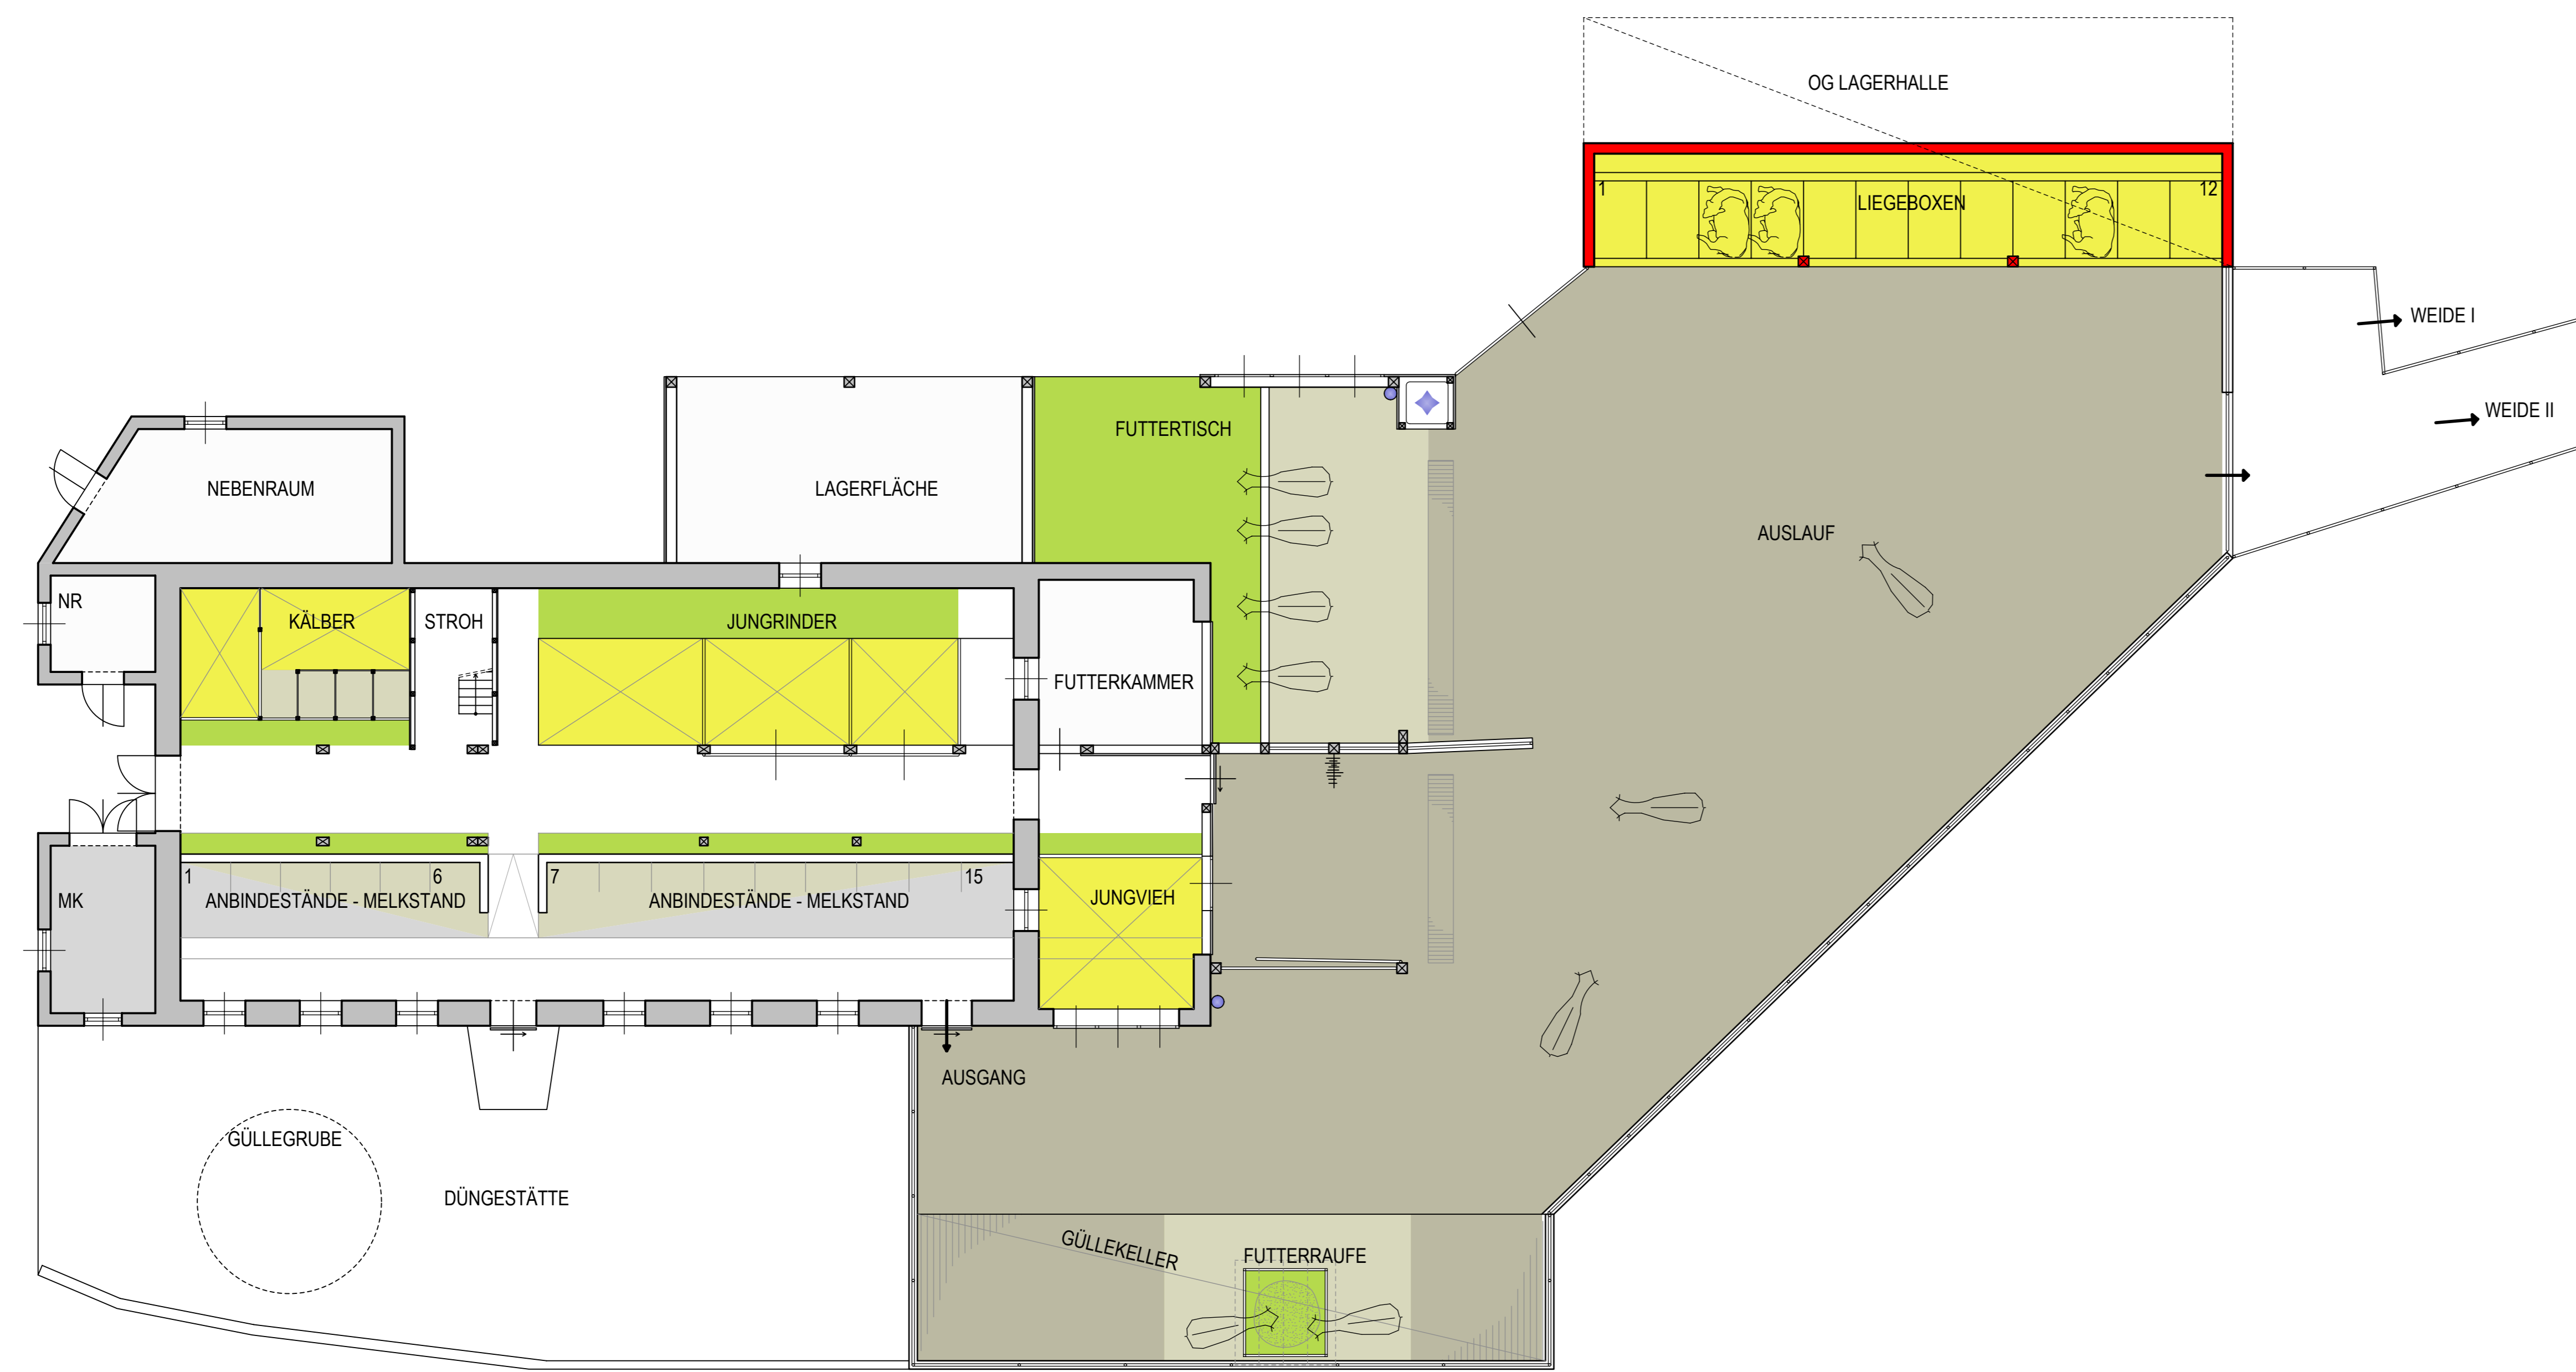 OG LAGERHALLE
1
12
LIEGEBOXEN
WEIDE I
WEIDE II
FUTTERTISCH
NEBENRAUM
LAGERFLÄCHE
AUSLAUF
NR
KÄLBER
STROH
JUNGRINDER
FUTTERKAMMER
1
6
7
15
MK
ANBINDESTÄNDE - MELKSTAND
ANBINDESTÄNDE - MELKSTAND
JUNGVIEH
AUSGANG
GÜLLEGRUBE
DÜNGESTÄTTE
GÜLLEKELLER
FUTTERRAUFE